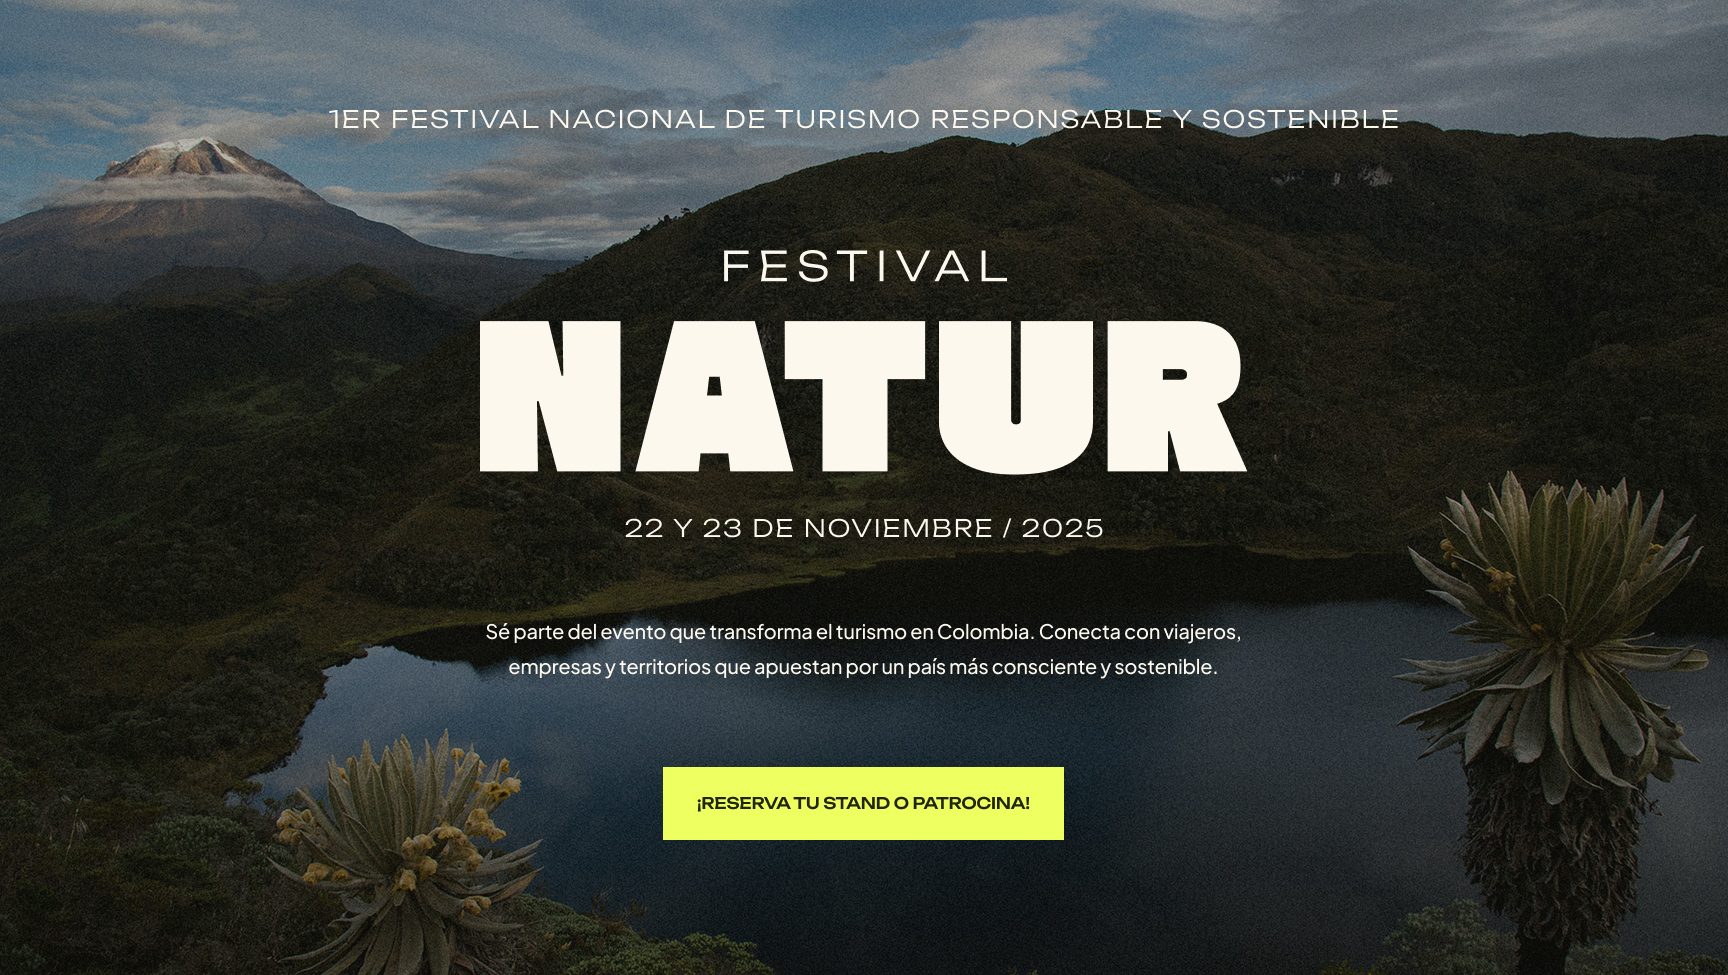 1ER FESTIVAL NACIONAL DE TURISMO RESPONSABLE Y SOSTENIBLE
FESTIVAL
NATUR
22 Y 23 DE NOVIEMBRE / 2025
Sé parte del evento que transforma el turismo en Colombia. Conecta con viajeros,
empresas y territorios que apuestan por un país más consciente y sostenible.
¡RESERVA TU STAND O PATROCINA!